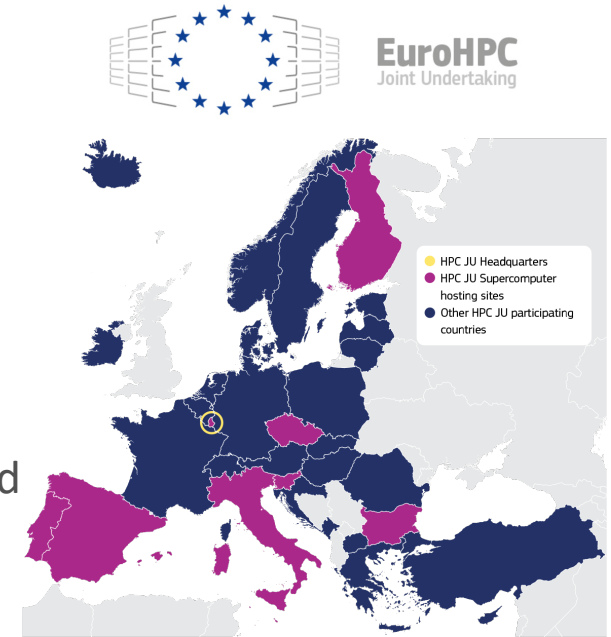 EuroHPC
Joint Undertaking
HPC JU Headquarters
HPC JU Supercomputer
hosting sites
Other HPC JU participating
countries
d